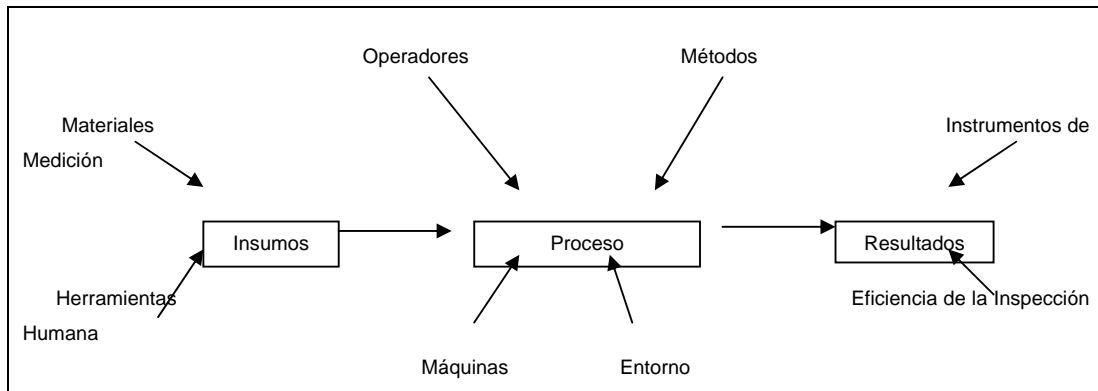 Operadores Métodos
Materiales Instrumentos de
Medición
Insumos Proceso Resultados
Herramientas Eficiencia de la Inspección
Humana
Máquinas Entorno